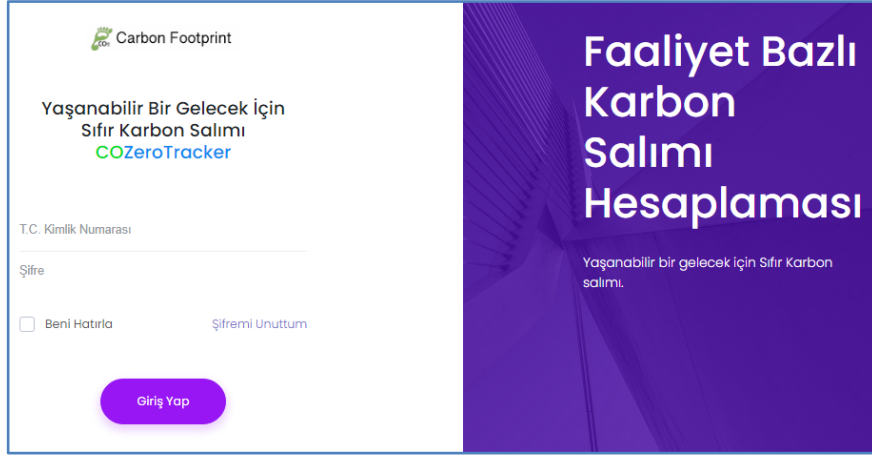 CO₂ Carbon Footprint
Yaşanabilir Bir Gelecek İçin
Sıfır Karbon Salımı
COZeroTracker
T.C. Kimlik Numarası
Şifre
Beni Hatırla
Şifremi Unuttum
Giriş Yap
Faaliyet Bazlı
Karbon
Salımı
Hesaplaması
Yaşanabilir bir gelecek için Sıfır Karbon
salımı.